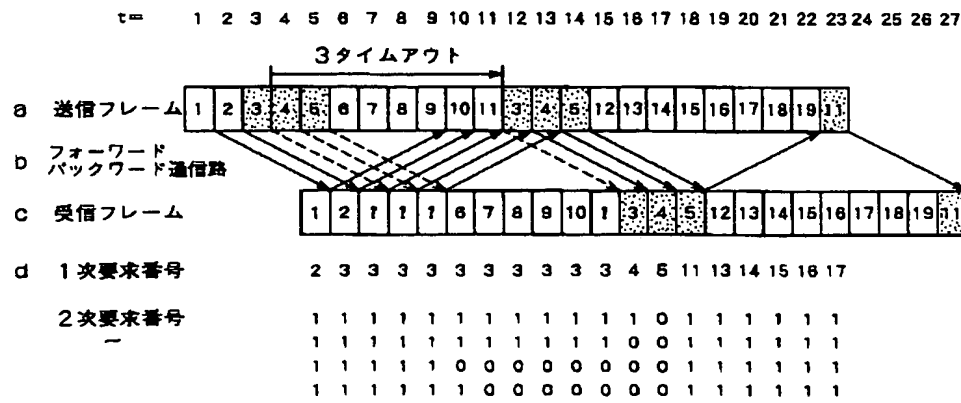 t= 1 2 3 4 5 6 7 8 9 10 11 12 13 14 15 16 17 18 19 20 21 22 23 24 25 26 27
3タイムアウト
a 送信フレーム 1 2 3 4 5 6 7 8 9 10 11 3 4 5 12 13 14 15 16 17 18 19 11
b フォーワード
バックワード通信路
c 受信フレーム 1 2 ? ? ? 6 7 8 9 10 ? 3 4 5 12 13 14 15 16 17 18 19 11
d 1次要求番号 2 3 3 3 3 3 3 3 3 3 3 4 5 11 13 14 15 16 17
2次要求番号 1 1 1 1 1 1 1 1 1 1 1 1 0 1 1 1 1 1 1
~ 1 1 1 1 1 1 1 1 1 1 1 0 0 1 1 1 1 1 1
1 1 1 1 1 0 0 0 0 0 0 0 0 1 1 1 1 1 1
1 1 1 1 1 1 0 0 0 0 0 0 0 1 1 1 1 1 1